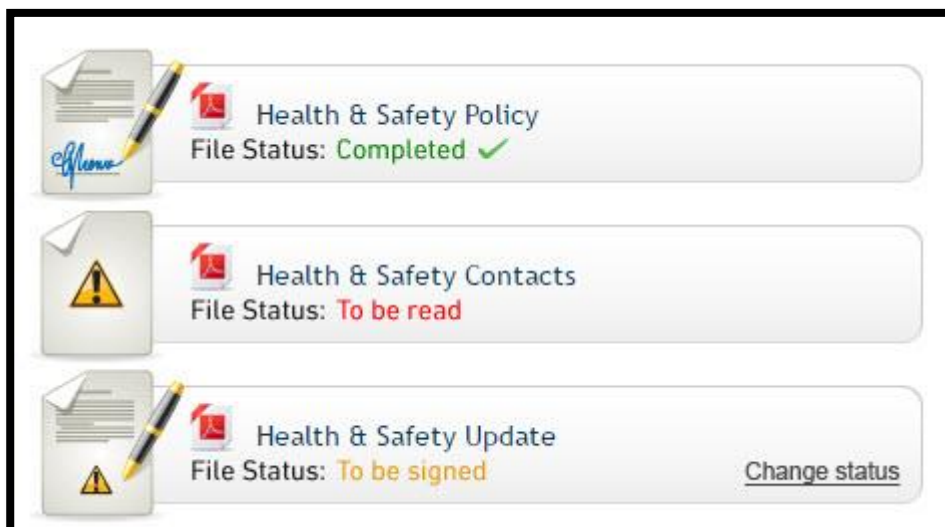 Health & Safety Policy
File Status: Completed
Health & Safety Contacts
File Status: To be read
Health & Safety Update
File Status: To be signed
Change status